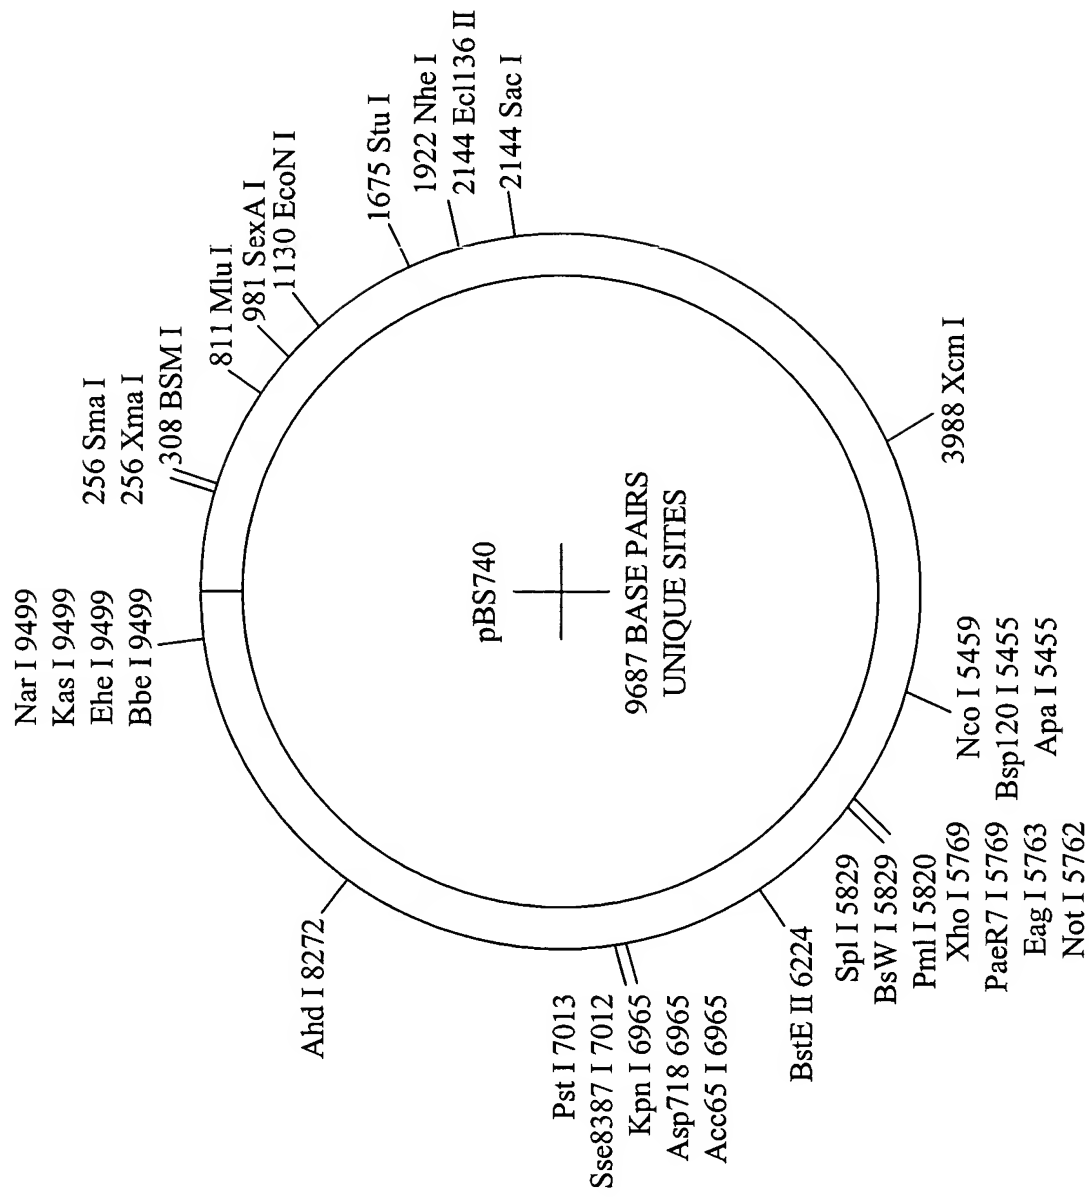 Nar I 9499
Kas I 9499
Ehe I 9499
Bbe I 9499
256 Sma I
256 Xma I
308 BSM I
811 Mlu I
981 SexA I
1130 EcoN I
1675 Stu I
1922 Nhe I
2144 Ecl136 II
2144 Sac I
3988 Xcm I
Nco I 5459
Bsp120 I 5455
Apa I 5455
Spl I 5829
BsW I 5829
Pml I 5820
Xho I 5769
PaeR7 I 5769
Eag I 5763
Not I 5762
BstE II 6224
Pst I 7013
Sse8387 I 7012
Kpn I 6965
Asp718 6965
Acc65 I 6965
Ahd I 8272
pBS740
9687 BASE PAIRS
UNIQUE SITES